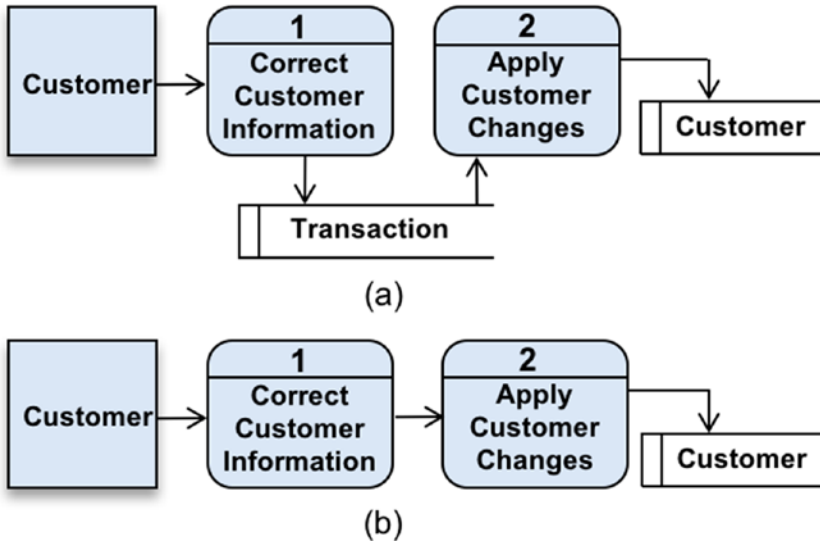 Customer
1
Correct
Customer
Information
2
Apply
Customer
Changes
Customer
Transaction
(a)
Customer
1
Correct
Customer
Information
2
Apply
Customer
Changes
Customer
(b)